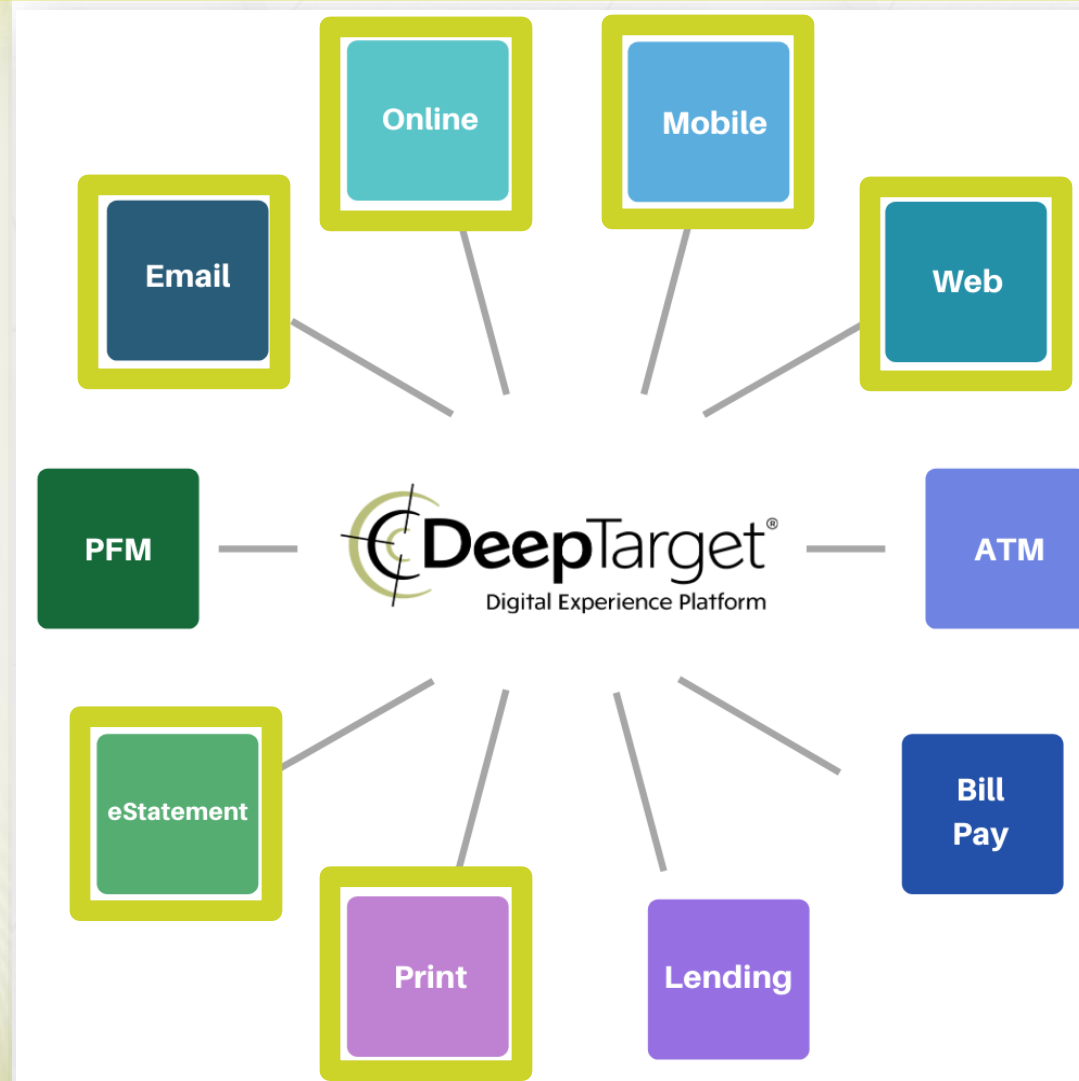 Online
Mobile
Email
Web
PFM
DeepTarget®
Digital Experience Platform
ATM
eStatement
Bill
Pay
Print
Lending